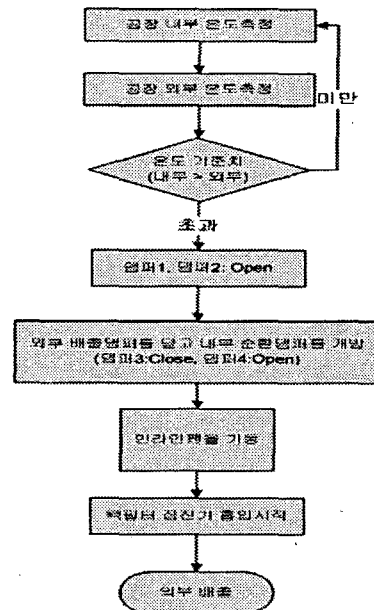 공장 내부 온도측정
공장 외부 온도측정
미만
온도 기준치
(내부 > 외부)
초과
댐퍼1, 댐퍼2: Open
외부 배출댐퍼를 닫고 내부 순환댐퍼를 개방
(댐퍼3:Close, 댐퍼4:Open)
인라인팬을 기동
백필터 집진기 흡입시작
외부 배출